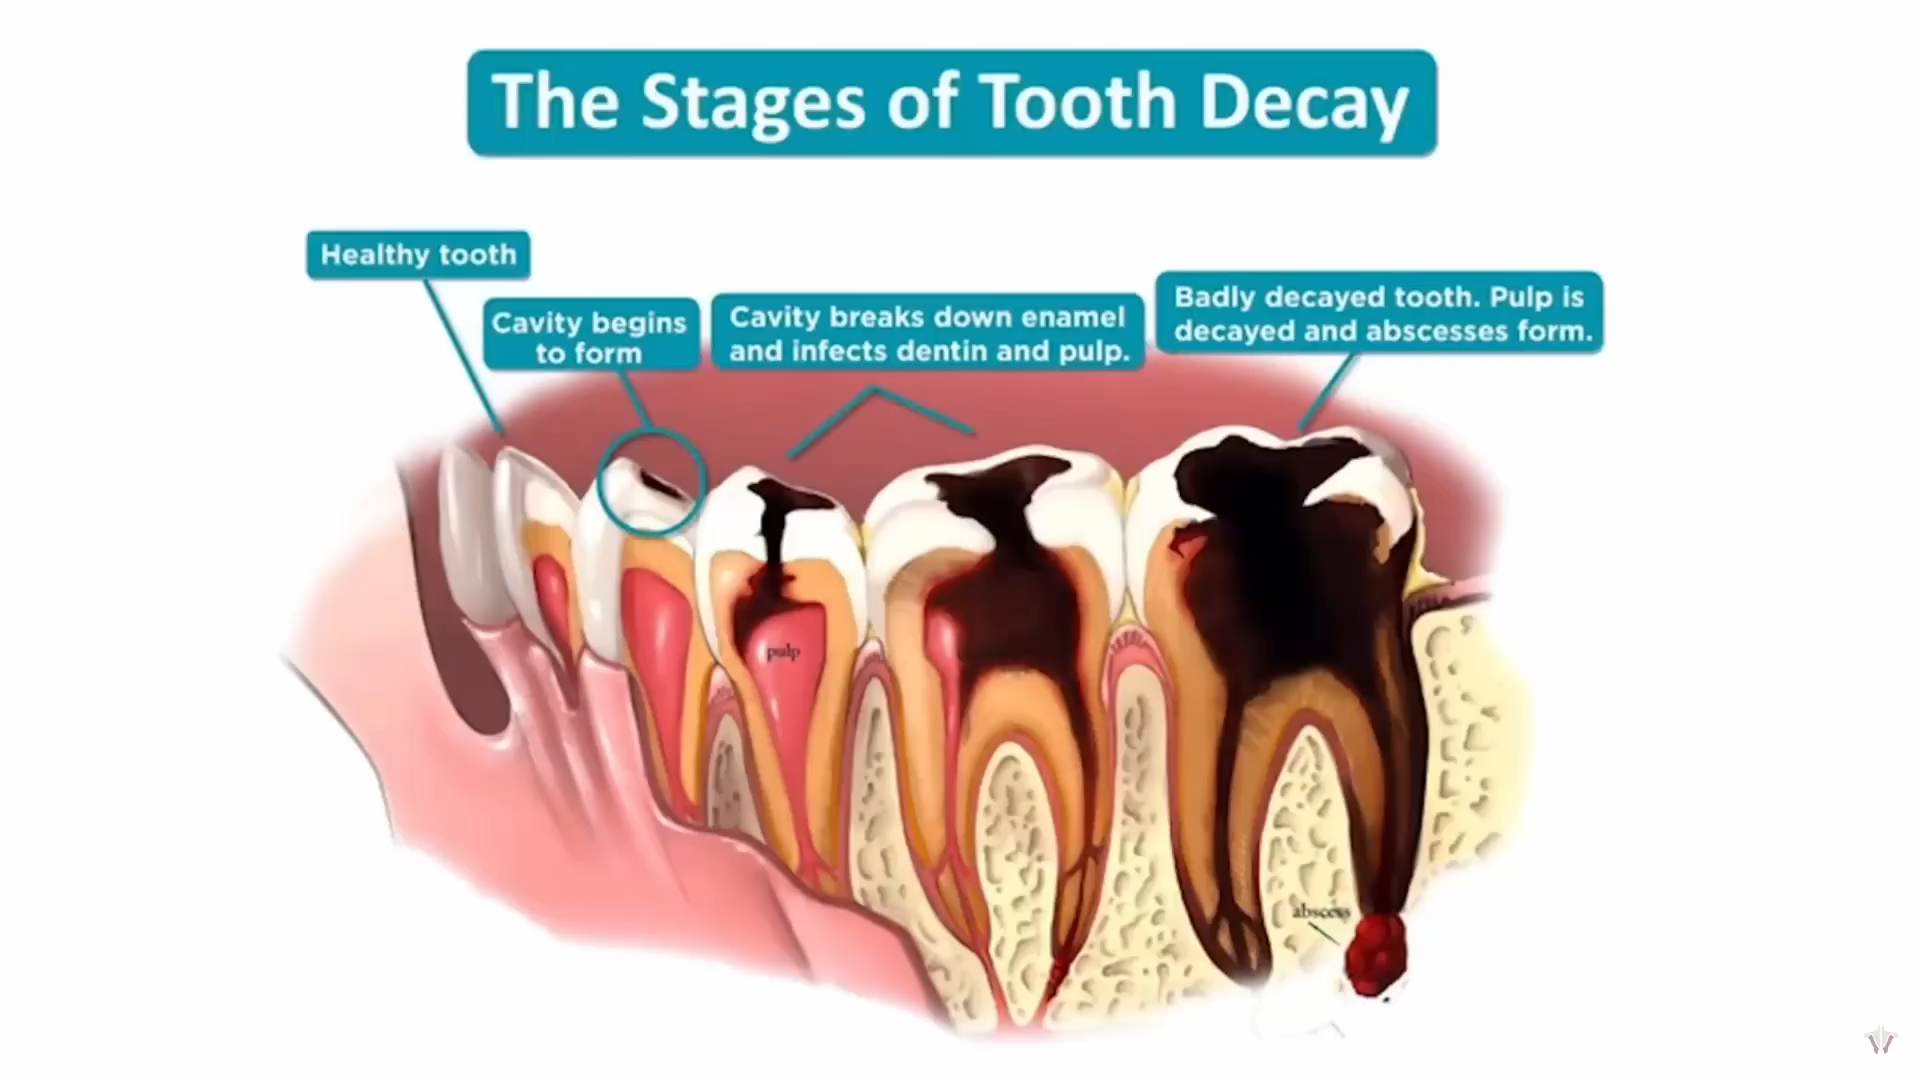 The Stages of Tooth Decay
Healthy tooth
Cavity begins
to form
Cavity breaks down enamel
and infects dentin and pulp.
Badly decayed tooth. Pulp is
decayed and abscesses form.
pulp
abscess